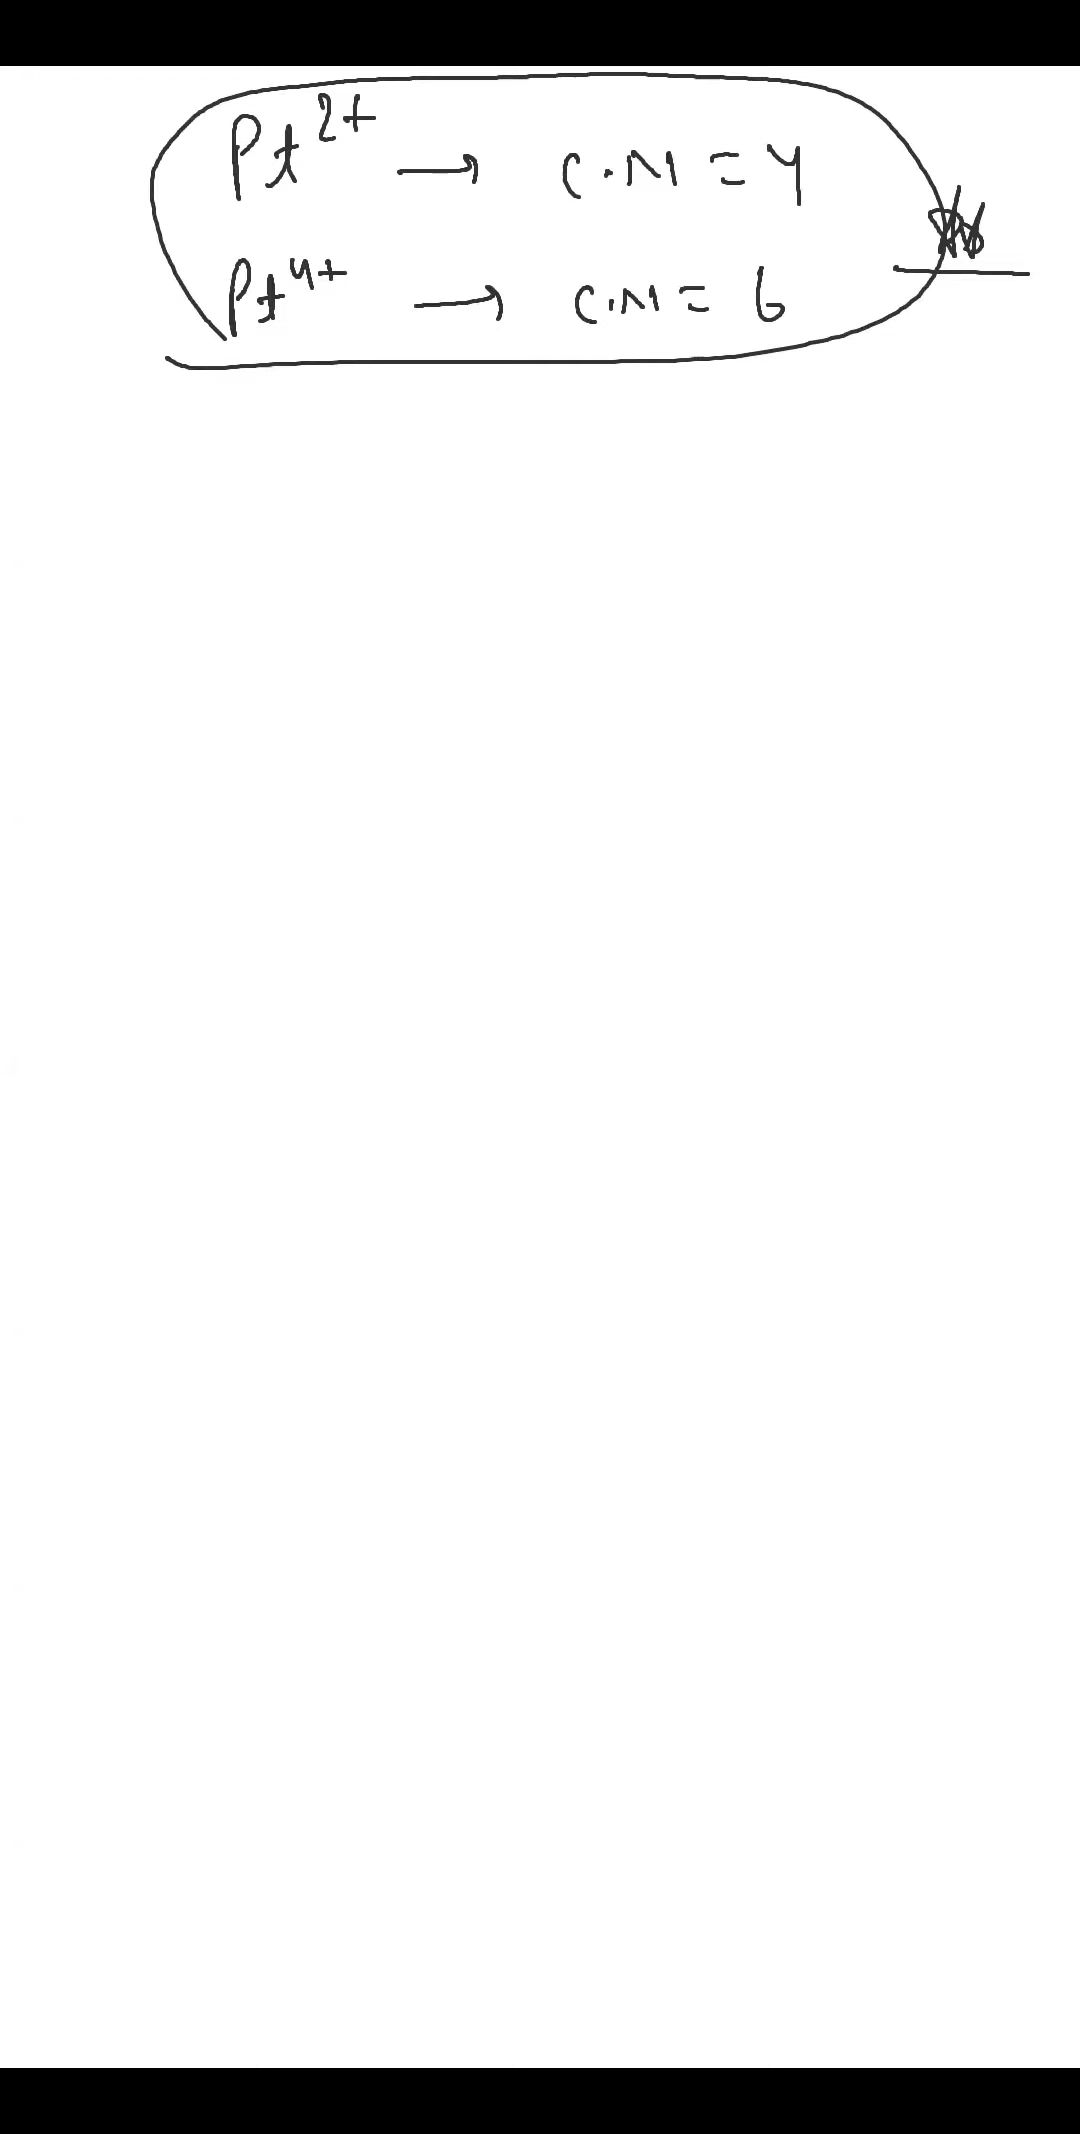 Pt²⁺ → C.N = 4
Pt⁴⁺ → C.N = 6